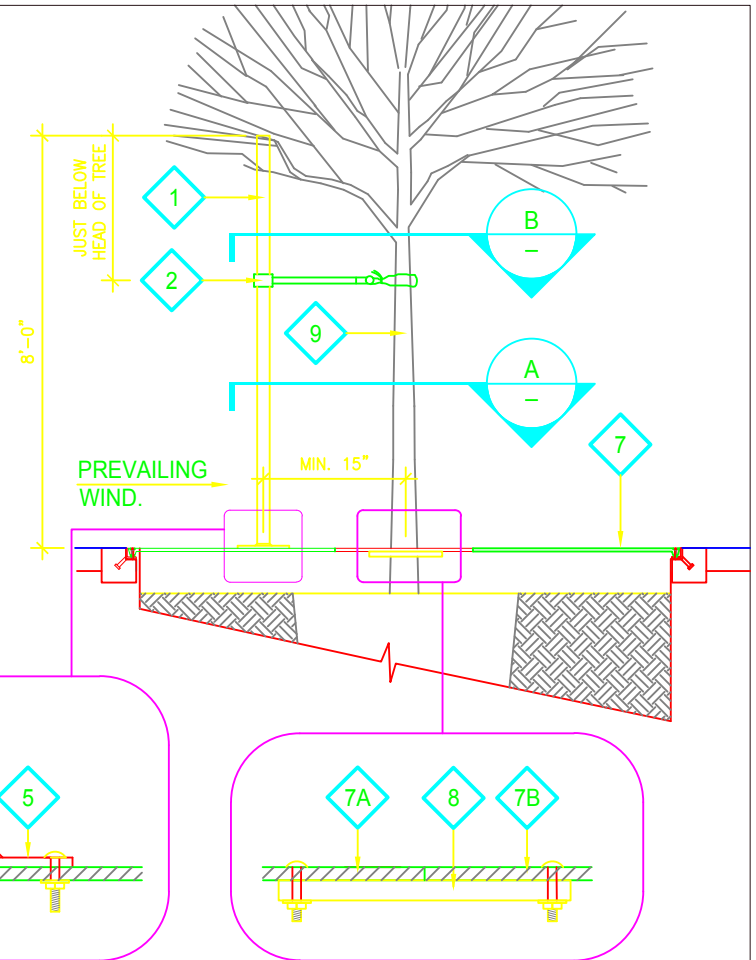 JUST BELOW
HEAD OF TREE
1
B
–
2
8'-0"
9
A
–
7
PREVAILING
WIND.
MIN. 15"
5
7A
8
7B